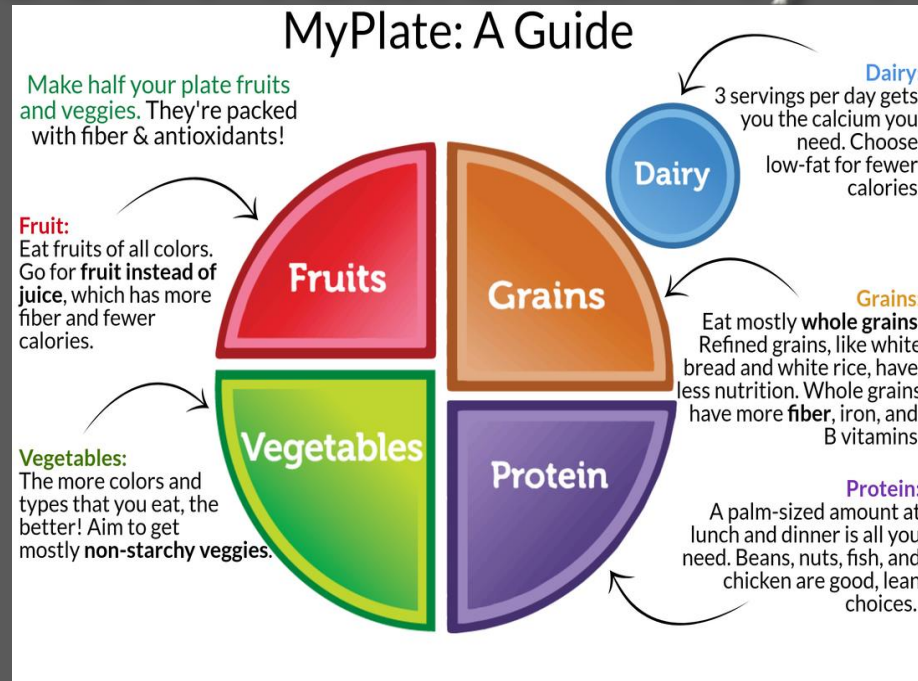 MyPlate: A Guide
Make half your plate fruits
and veggies. They're packed
with fiber & antioxidants!
Fruit:
Eat fruits of all colors.
Go for fruit instead of
juice, which has more
fiber and fewer
calories.
Vegetables:
The more colors and
types that you eat, the
better! Aim to get
mostly non-starchy veggies.
Fruits
Grains
Vegetables
Protein
Dairy
Dairy
3 servings per day gets
you the calcium you
need. Choose
low-fat for fewer
calories
Grains:
Eat mostly whole grains
Refined grains, like white
bread and white rice, have
less nutrition. Whole grains
have more fiber, iron, and
B vitamins
Protein:
A palm-sized amount at
lunch and dinner is all you
need. Beans, nuts, fish, and
chicken are good, lean
choices.